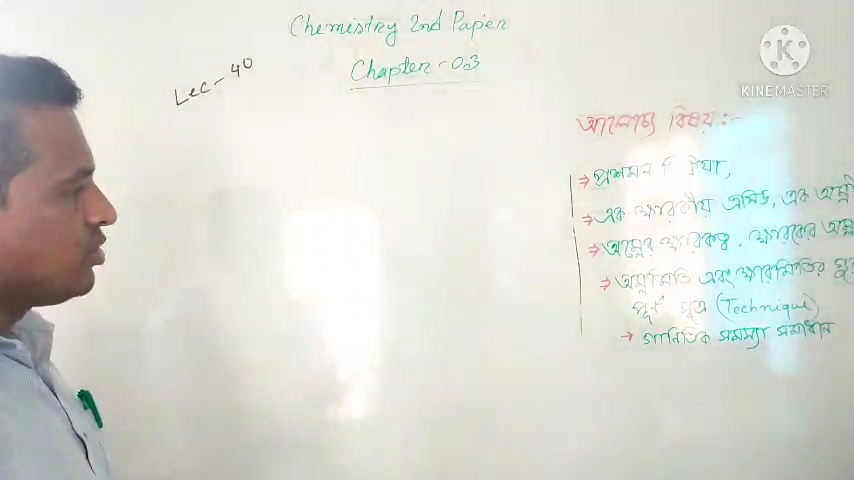 Chemistry 2nd Paper
Lec-40
Chapter-03
KINEMASTER
আলোচ্য বিষয়:-
⇒ প্রশমন বিক্রিয়া,
⇒ এক ক্ষারকীয় এসিড, এক অম্লী
⇒ অম্লের ক্ষারকত্ব, ক্ষারকের অম্ল
⇒ অম্লমিতি এবং ক্ষারমিতির
পূর্ণ সূত্র (Technique)
→ গানিতিক সমস্যা সমাধান